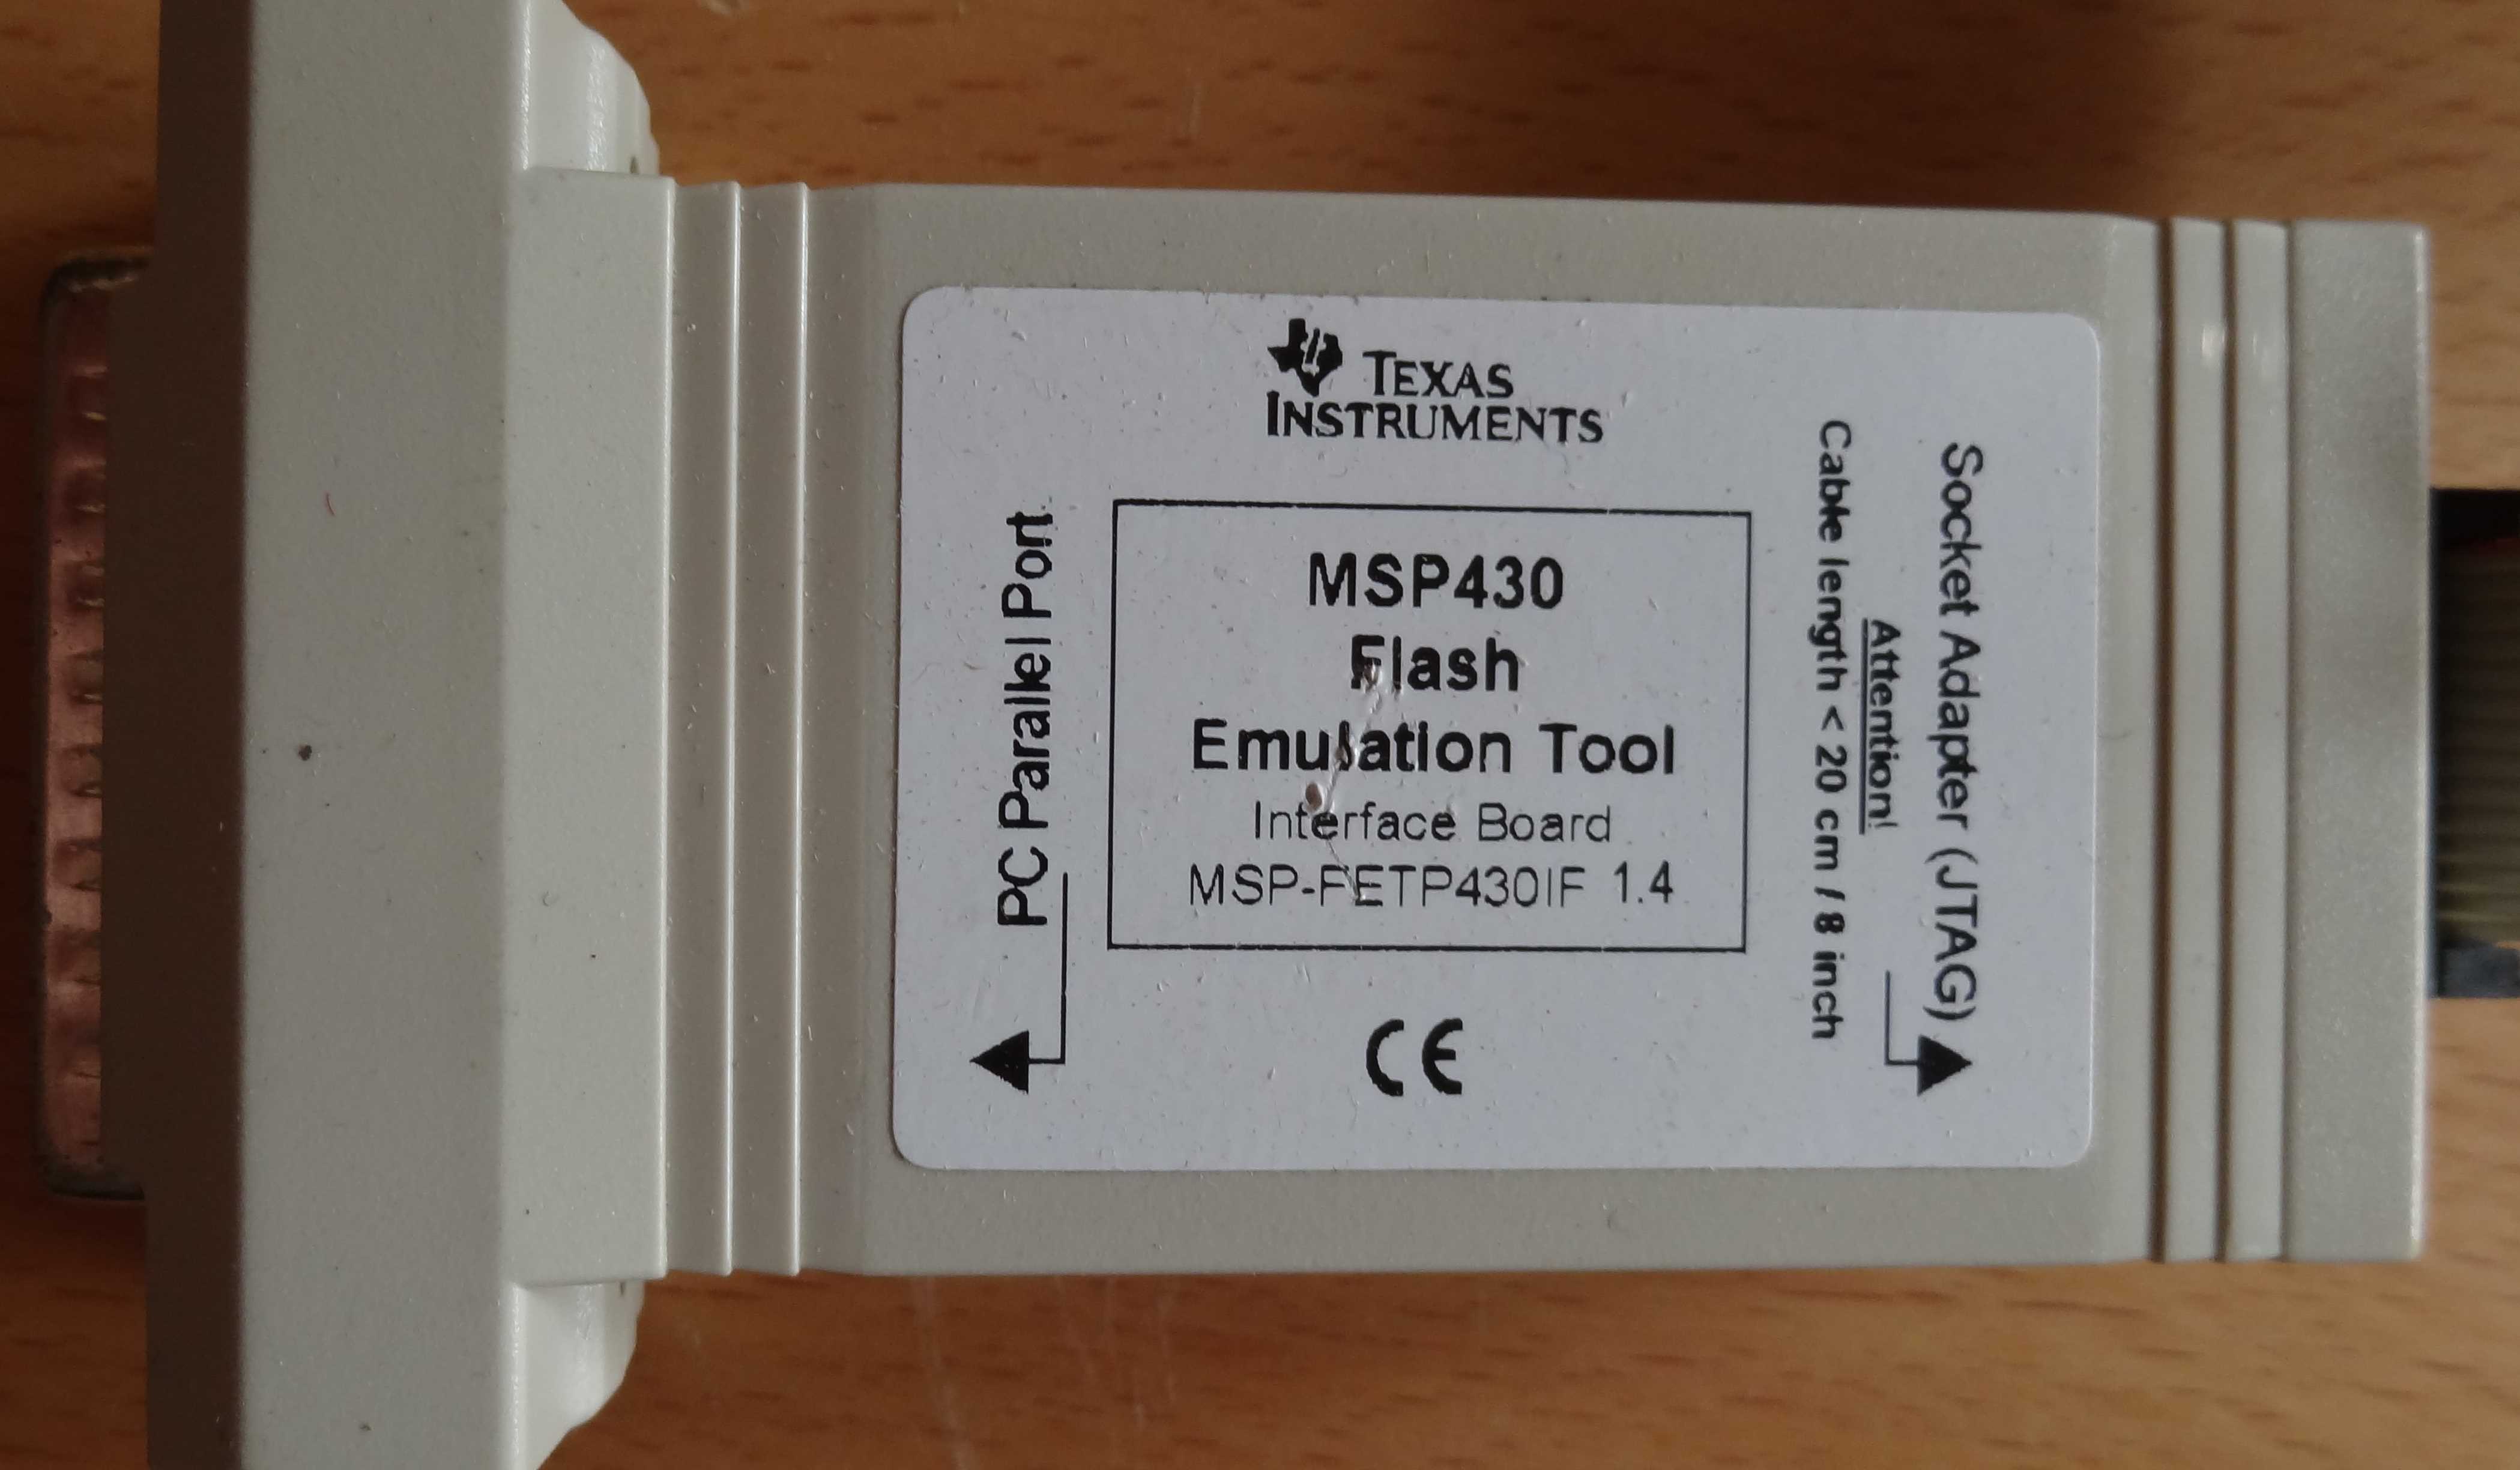 TEXAS
INSTRUMENTS
PC Parallel Port
MSP430
Flash
Emulation Tool
Interface Board
MSP-FETP430IF 1.4
Socket Adapter (JTAG)
Attention!
Cable length < 20 cm / 8 inch
CE